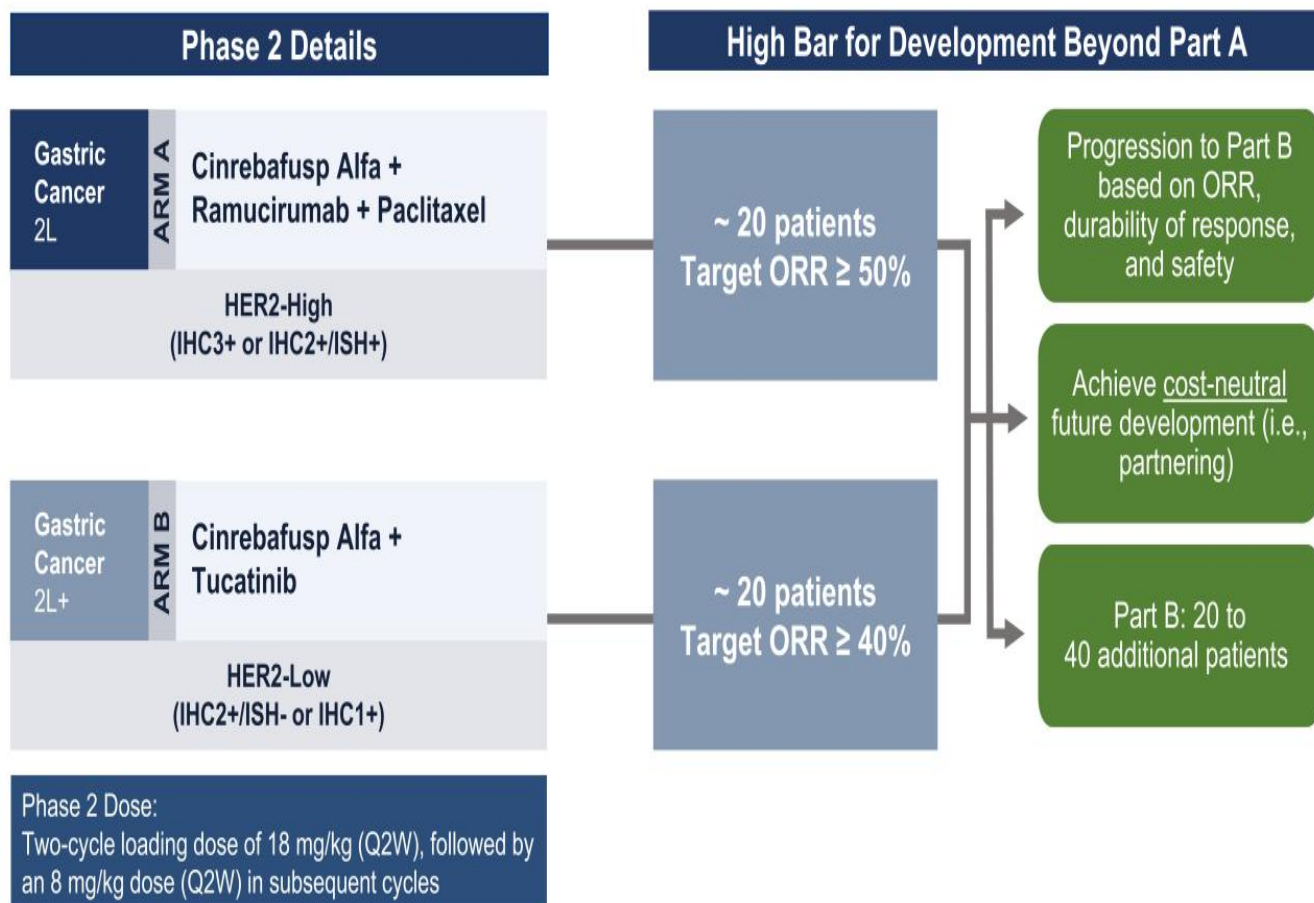 Phase 2 Details
Gastric
Cancer
2L
ARM A
Cinrebafusp Alfa +
Ramucirumab + Paclitaxel
HER2-High
(IHC3+ or IHC2+/ISH+)
Gastric
Cancer
2L+
ARM B
Cinrebafusp Alfa +
Tucatinib
HER2-Low
(IHC2+/ISH- or IHC1+)
Phase 2 Dose:
Two-cycle loading dose of 18 mg/kg (Q2W), followed by
an 8 mg/kg dose (Q2W) in subsequent cycles
High Bar for Development Beyond Part A
~ 20 patients
Target ORR ≥ 50%
~ 20 patients
Target ORR ≥ 40%
Progression to Part B
based on ORR,
durability of response,
and safety
Achieve cost-neutral
future development (i.e.,
partnering)
Part B: 20 to
40 additional patients